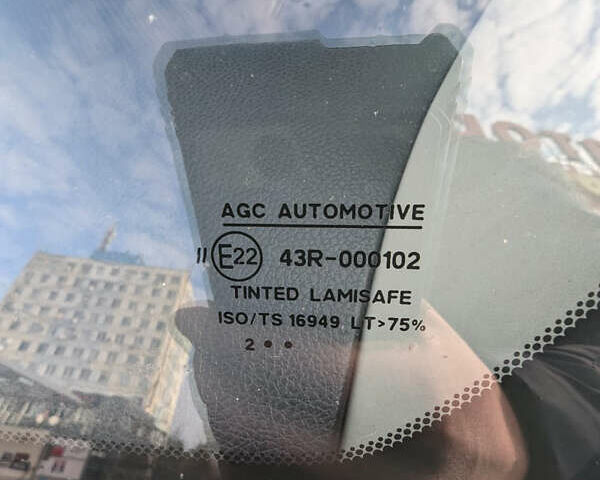 AGC AUTOMOTIVE
II E22 43R-000102
TINTED LAMISAFE
ISO/TS 16949 LT>75%
2 • •